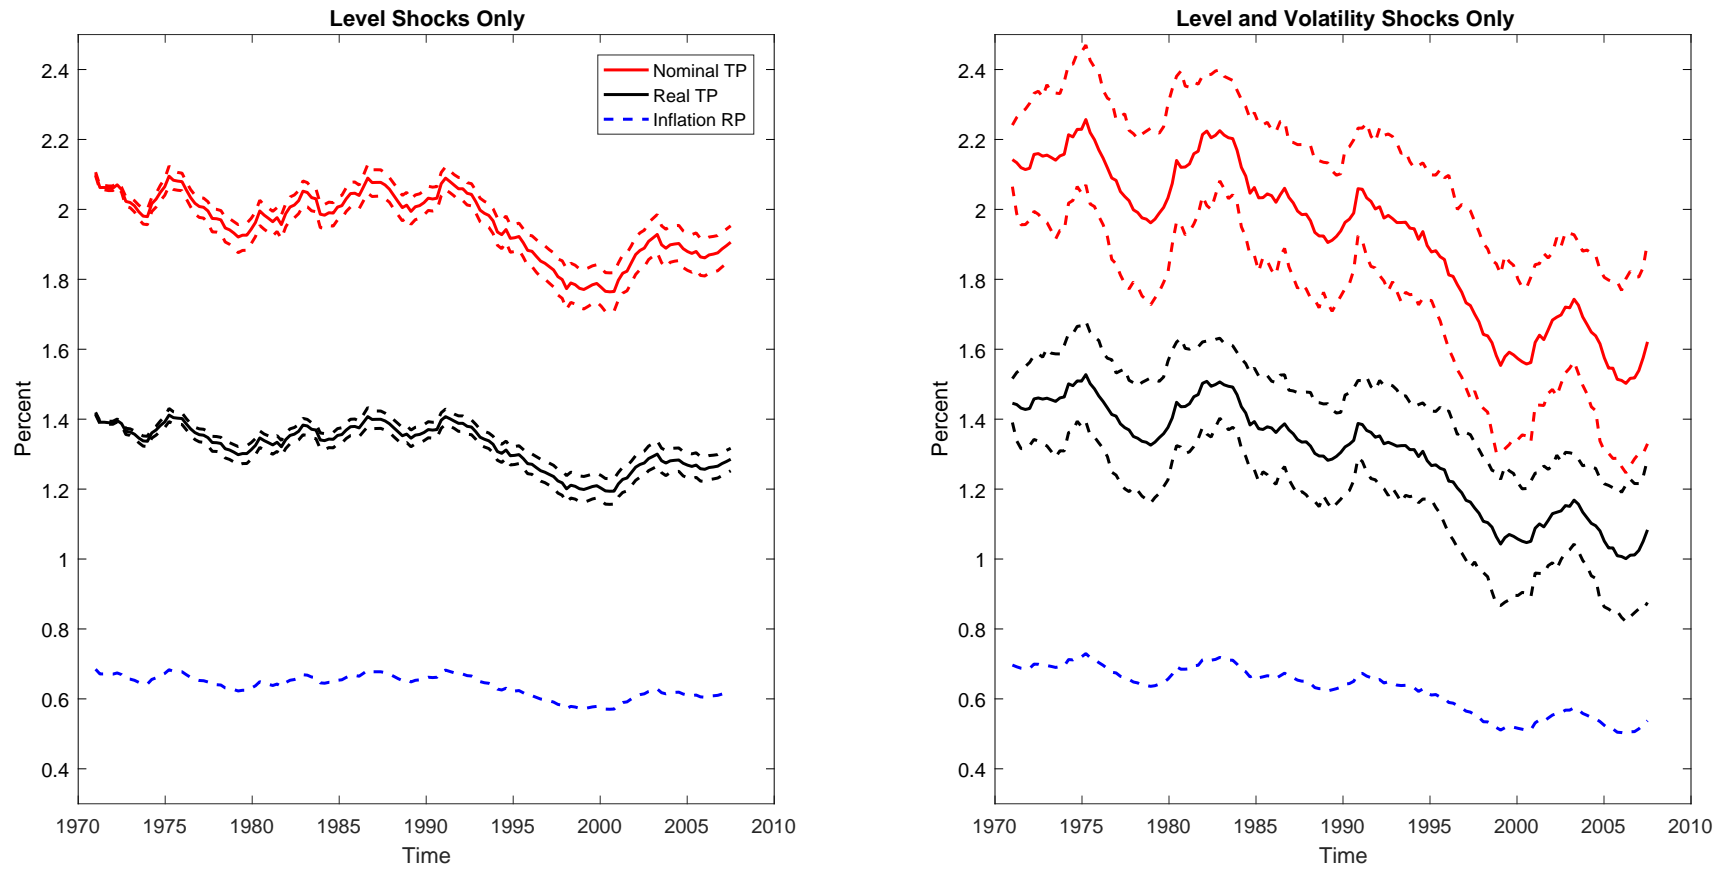 Level Shocks Only
2.4
2.2
2
1.8
1.6
1.4
1.2
1
0.8
0.6
0.4
Percent
1970 1975 1980 1985 1990 1995 2000 2005 2010
Time
Nominal TP
Real TP
Inflation RP
Level and Volatility Shocks Only
2.4
2.2
2
1.8
1.6
1.4
1.2
1
0.8
0.6
0.4
Percent
1970 1975 1980 1985 1990 1995 2000 2005 2010
Time